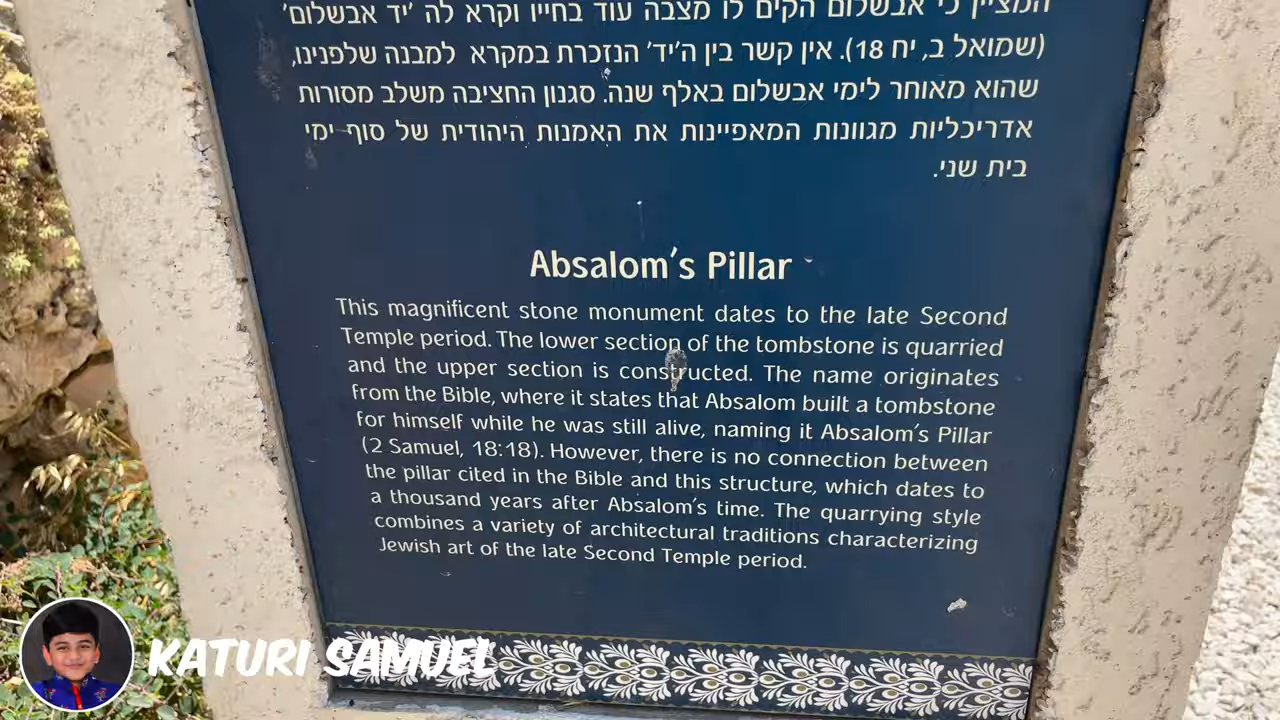 המציין כי אבשלום הקים לו מצבה עוד בחייו וקרא לה 'יד אבשלום'
(שמואל ב, יח 18). אין קשר בין ה'יד' הנזכרת במקרא למבנה שלפנינו,
שהוא מאוחר לימי אבשלום באלף שנה. סגנון החציבה משלב מסורות
אדריכליות מגוונות המאפיינות את האמנות היהודית של סוף ימי
בית שני.
Absalom's Pillar
This magnificent stone monument dates to the late Second
Temple period. The lower section of the tombstone is quarried
and the upper section is constructed. The name originates
from the Bible, where it states that Absalom built a tombstone
for himself while he was still alive, naming it Absalom's Pillar
(2 Samuel, 18:18). However, there is no connection between
the pillar cited in the Bible and this structure, which dates to
a thousand years after Absalom's time. The quarrying style
combines a variety of architectural traditions characterizing
Jewish art of the late Second Temple period.
KATURI SAMUEL